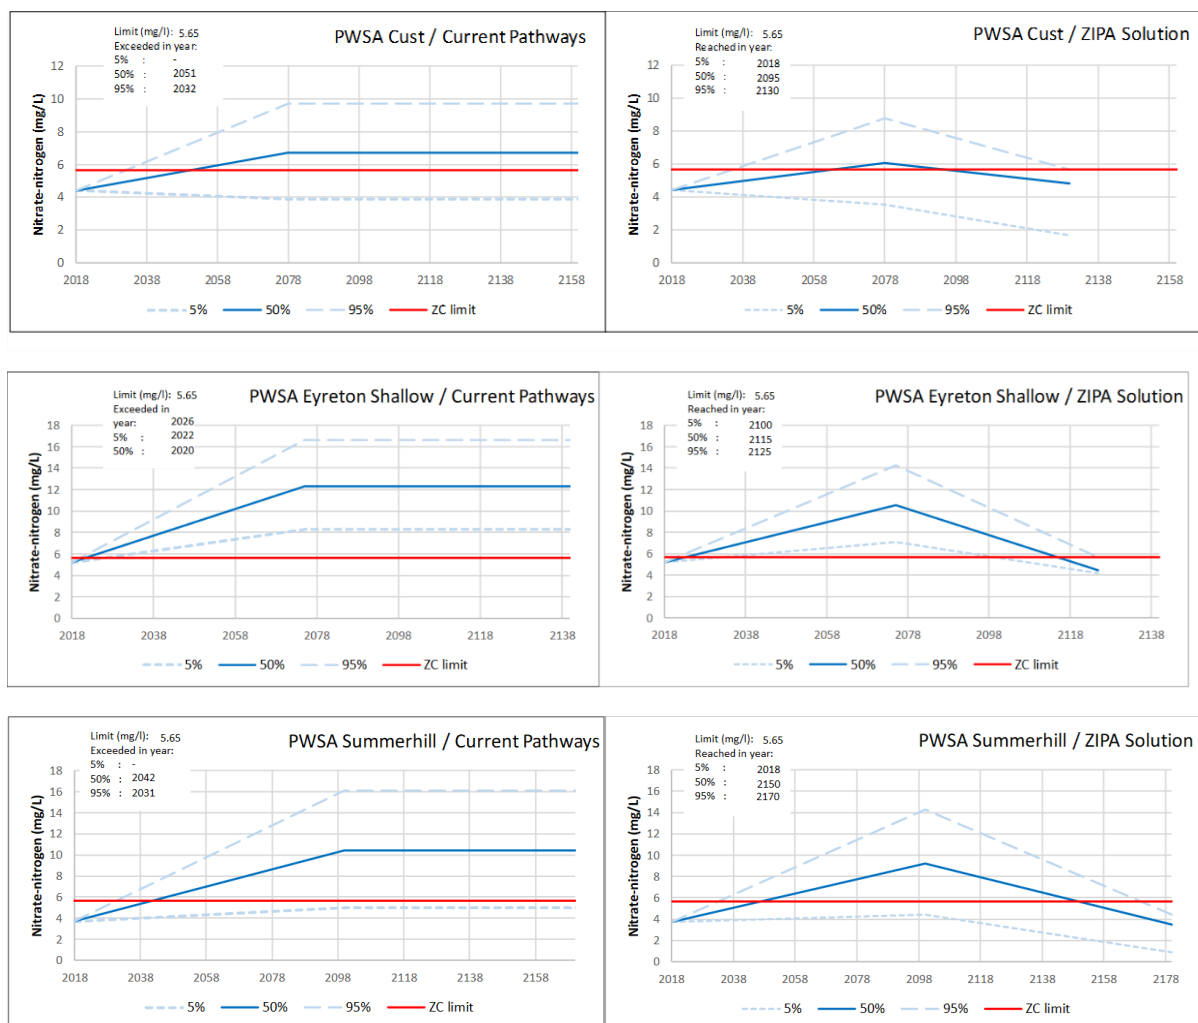 PWSA Cust / Current Pathways
Limit (mg/l): 5.65
Exceeded in year:
5% : -
50% : 2051
95% : 2032
Nitrate-nitrogen (mg/L)
12
10
8
6
4
2
0
2018 2038 2058 2078 2098 2118 2138 2158
5% 50% 95% ZC limit
PWSA Cust / ZIPA Solution
Limit (mg/l): 5.65
Reached in year:
5% : 2018
50% : 2095
95% : 2130
Nitrate-nitrogen (mg/L)
12
10
8
6
4
2
0
2018 2038 2058 2078 2098 2118 2138 2158
5% 50% 95% ZC limit
PWSA Eyreton Shallow / Current Pathways
Limit (mg/l): 5.65
Exceeded in
year: 2026
5% : 2022
50% : 2020
Nitrate-nitrogen (mg/L)
18
16
14
12
10
8
6
4
2
0
2018 2038 2058 2078 2098 2118 2138
5% 50% 95% ZC limit
PWSA Eyreton Shallow / ZIPA Solution
Limit (mg/l): 5.65
Reached in year:
5% : 2100
50% : 2115
95% : 2125
Nitrate-nitrogen (mg/L)
18
16
14
12
10
8
6
4
2
0
2018 2038 2058 2078 2098 2118 2138
5% 50% 95% ZC limit
PWSA Summerhill / Current Pathways
Limit (mg/l): 5.65
Exceeded in year:
5% : -
50% : 2042
95% : 2031
Nitrate-nitrogen (mg/L)
18
16
14
12
10
8
6
4
2
0
2018 2038 2058 2078 2098 2118 2138 2158
5% 50% 95% ZC limit
PWSA Summerhill / ZIPA Solution
Limit (mg/l): 5.65
Reached in year:
5% : 2018
50% : 2150
95% : 2170
Nitrate-nitrogen (mg/L)
18
16
14
12
10
8
6
4
2
0
2018 2038 2058 2078 2098 2118 2138 2158 2178
5% 50% 95% ZC limit